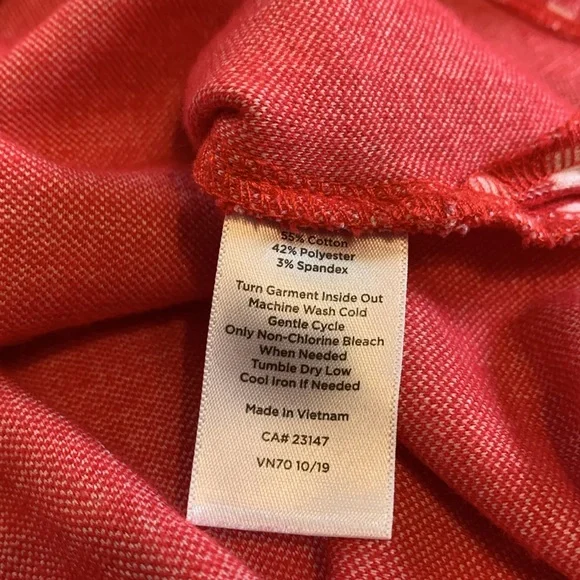 55% Cotton
42% Polyester
3% Spandex
Turn Garment Inside Out
Machine Wash Cold
Gentle Cycle
Only Non-Chlorine Bleach
When Needed
Tumble Dry Low
Cool Iron If Needed
Made In Vietnam
CA# 23147
VN70 10/19